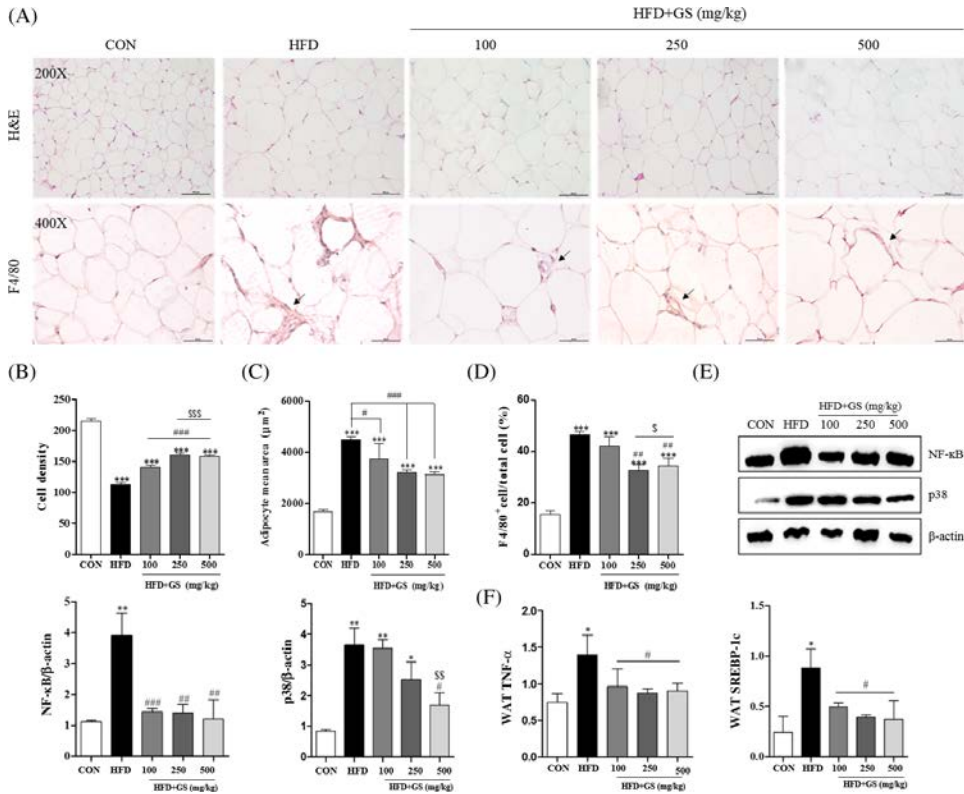 (A)
HFD+GS (mg/kg)
CON HFD 100 250 500
H&E 200X
F4/80 400X
(B)
Cell density
250
200
150
100
50
0
*** *** *** ***
###
$$$
CON HFD 100 250 500
HFD+GS (mg/kg)
(C)
Adipocyte mean area (μm²)
6000
4000
2000
0
*** *** *** ***
#
###
CON HFD 100 250 500
HFD+GS (mg/kg)
(D)
F4/80⁺ cell/total cell (%)
60
40
20
0
*** *** *** ***
## ##
$
CON HFD 100 250 500
HFD+GS (mg/kg)
(E)
HFD+GS (mg/kg)
CON HFD 100 250 500
NF-κB
p38
β-actin
NF-κB/β-actin
5
4
3
2
1
0
**
### ## ##
CON HFD 100 250 500
HFD+GS (mg/kg)
p38/β-actin
5
4
3
2
1
0
** ** *
$$
#
CON HFD 100 250 500
HFD+GS (mg/kg)
(F)
WAT TNF-α
2.0
1.5
1.0
0.5
0.0
*
#
CON HFD 100 250 500
HFD+GS (mg/kg)
WAT SREBP-1c
1.5
1.0
0.5
0.0
*
#
CON HFD 100 250 500
HFD+GS (mg/kg)